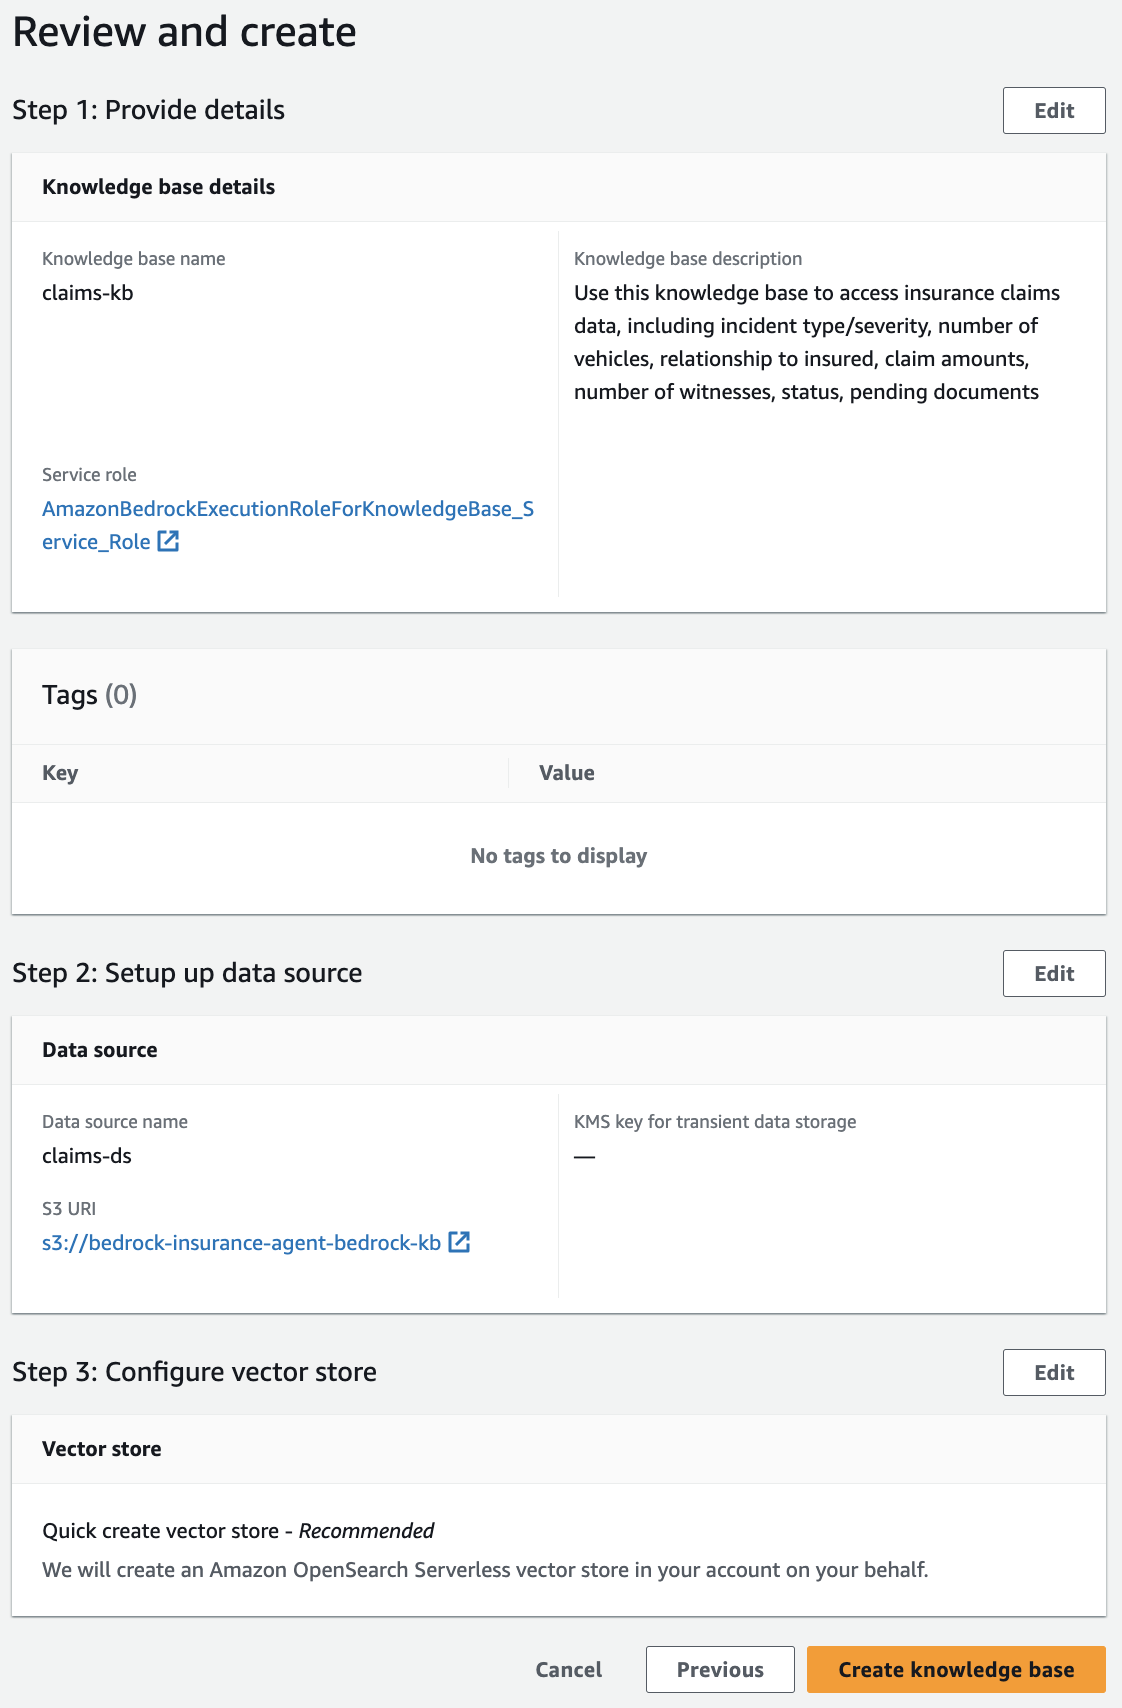 Review and create
Step 1: Provide details
Edit
Knowledge base details
Knowledge base name
claims-kb
Knowledge base description
Use this knowledge base to access insurance claims
data, including incident type/severity, number of
vehicles, relationship to insured, claim amounts,
number of witnesses, status, pending documents
Service role
AmazonBedrockExecutionRoleForKnowledgeBase_S
ervice_Role
Tags (0)
Key
Value
No tags to display
Step 2: Setup up data source
Edit
Data source
Data source name
claims-ds
KMS key for transient data storage
—
S3 URI
s3://bedrock-insurance-agent-bedrock-kb
Step 3: Configure vector store
Edit
Vector store
Quick create vector store - Recommended
We will create an Amazon OpenSearch Serverless vector store in your account on your behalf.
Cancel
Previous
Create knowledge base